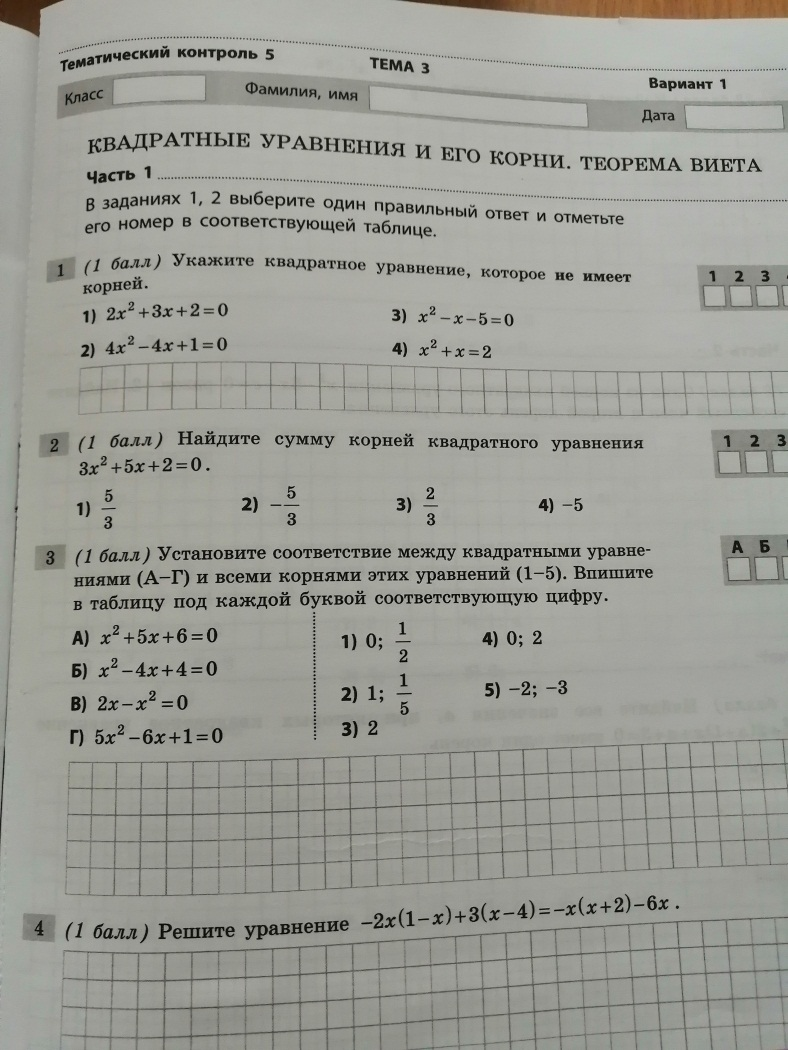 Тематический контроль 5 ТЕМА 3 Вариант 1
Класс Фамилия, имя Дата
КВАДРАТНЫЕ УРАВНЕНИЯ И ЕГО КОРНИ. ТЕОРЕМА ВИЕТА
Часть 1
В заданиях 1, 2 выберите один правильный ответ и отметьте
его номер в соответствующей таблице.
1 (1 балл) Укажите квадратное уравнение, которое не имеет
корней.
1 2 3
1) 2x²+3x+2=0 3) x²−x−5=0
2) 4x²−4x+1=0 4) x²+x=2
2 (1 балл) Найдите сумму корней квадратного уравнения
3x²+5x+2=0.
1 2 3
1) 5/3 2) −5/3 3) 2/3 4) −5
3 (1 балл) Установите соответствие между квадратными уравне-
ниями (А–Г) и всеми корнями этих уравнений (1–5). Впишите
в таблицу под каждой буквой соответствующую цифру.
А Б
А) x²+5x+6=0 1) 0; 1/2 4) 0; 2
Б) x²−4x+4=0 2) 1; 1/5 5) −2; −3
В) 2x−x²=0 3) 2
Г) 5x²−6x+1=0
4 (1 балл) Решите уравнение −2x(1−x)+3(x−4)=−x(x+2)−6x.